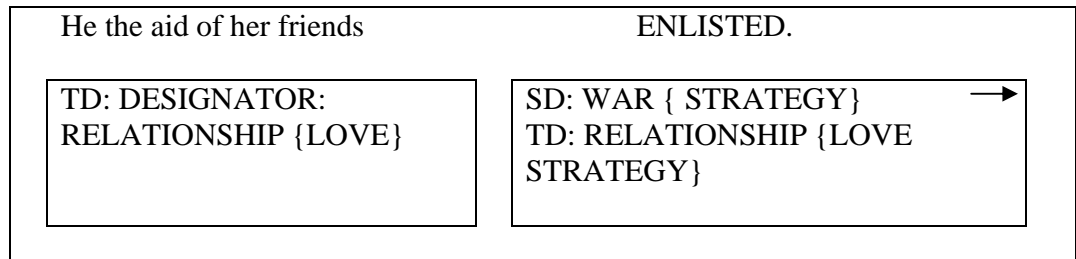 He the aid of her friends ENLISTED.
TD: DESIGNATOR:
RELATIONSHIP {LOVE}
SD: WAR { STRATEGY}
TD: RELATIONSHIP {LOVE
STRATEGY}